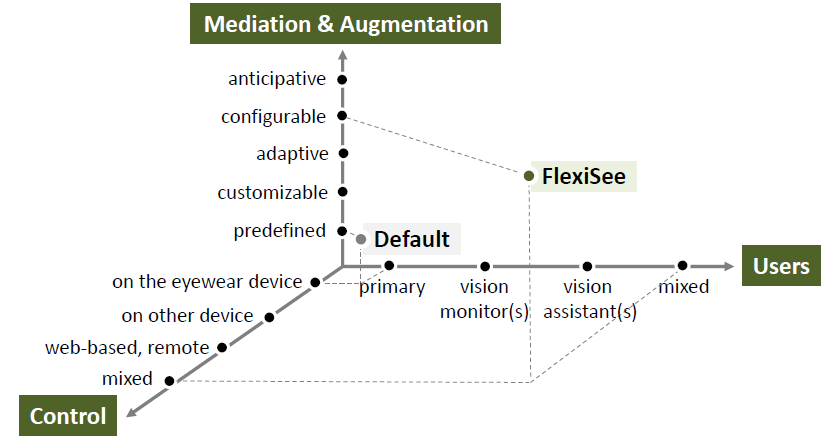 Mediation & Augmentation
anticipative
configurable
adaptive
FlexiSee
customizable
predefined
Default
Users
on the eyewear device
primary
vision
monitor(s)
vision
assistant(s)
mixed
on other device
web-based, remote
mixed
Control